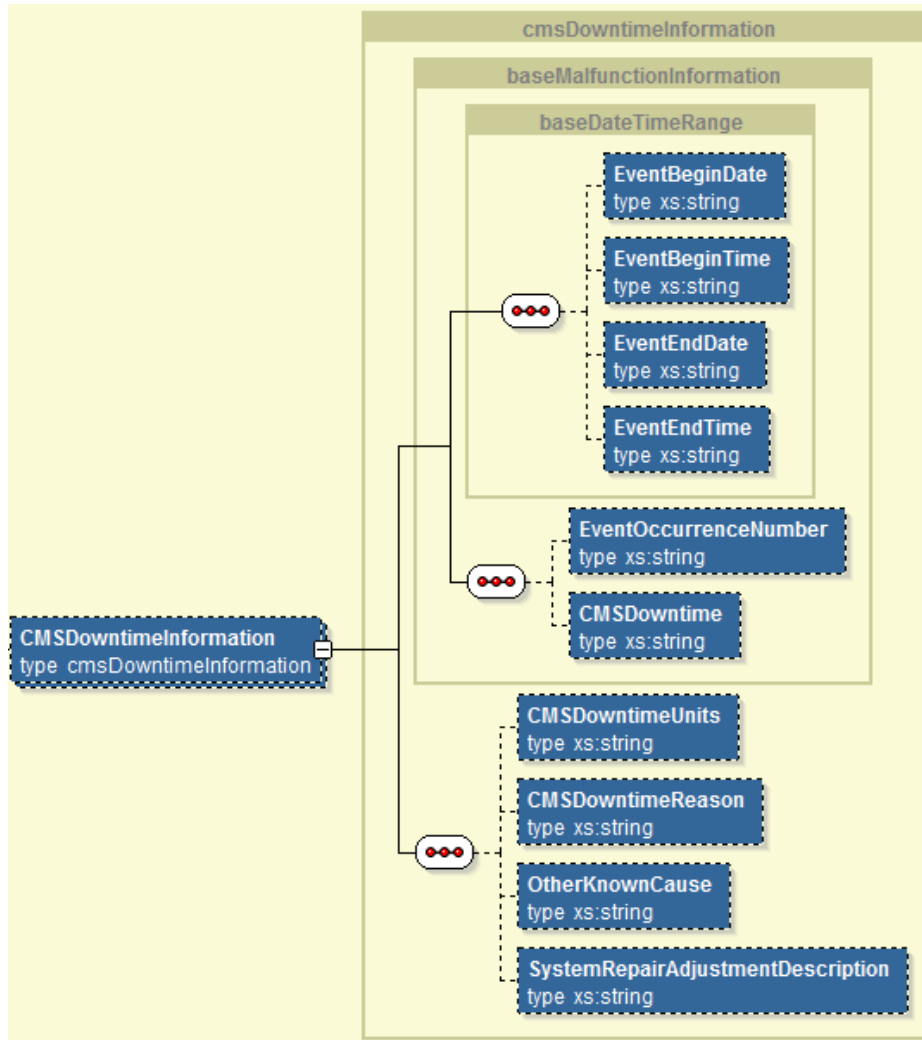 cmsDowntimeInformation
baseMalfunctionInformation
baseDateTimeRange
EventBeginDate
type xs:string
EventBeginTime
type xs:string
EventEndDate
type xs:string
EventEndTime
type xs:string
EventOccurrenceNumber
type xs:string
CMSDowntime
type xs:string
CMSDowntimeInformation
type cmsDowntimeInformation
CMSDowntimeUnits
type xs:string
CMSDowntimeReason
type xs:string
OtherKnownCause
type xs:string
SystemRepairAdjustmentDescription
type xs:string